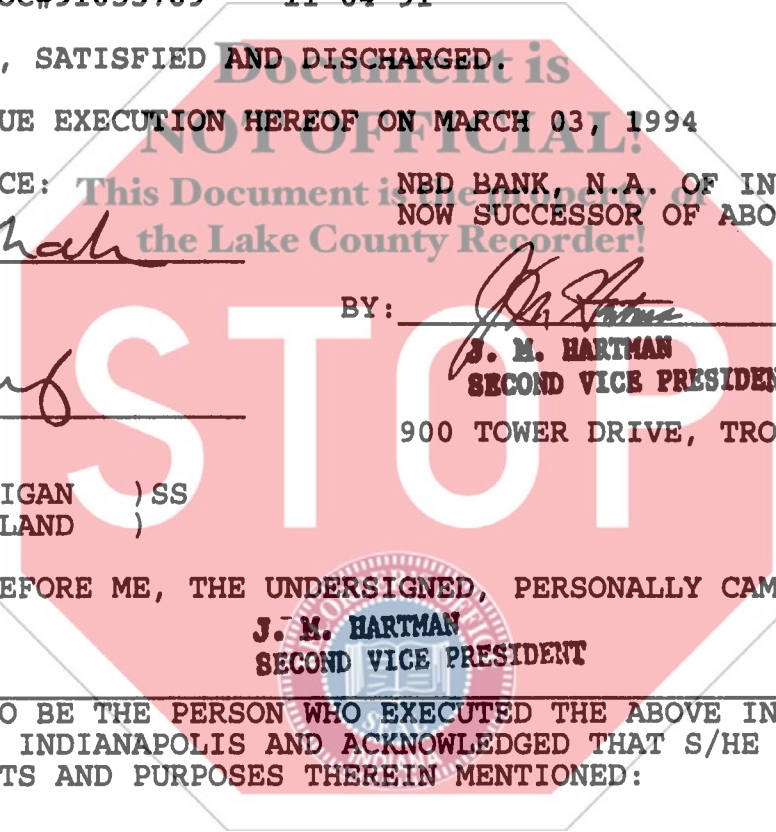 , SATISFIED AND DISCHARGED.
Document is
UE EXECUTION HEREOF ON MARCH 03, 1994
NOT OFFICIAL!
CE:
NBD BANK, N.A. OF IN
This Document is the property of
NOW SUCCESSOR OF ABO
the Lake County Recorder!
BY:
J. M. HARTMAN
SECOND VICE PRESIDEN
STOP
900 TOWER DRIVE, TRO
IGAN )SS
LAND )
EFORE ME, THE UNDERSIGNED, PERSONALLY CAM
J. M. HARTMAN
SECOND VICE PRESIDENT
O BE THE PERSON WHO EXECUTED THE ABOVE IN
INDIANAPOLIS AND ACKNOWLEDGED THAT S/HE
TS AND PURPOSES THEREIN MENTIONED:
INDIANA